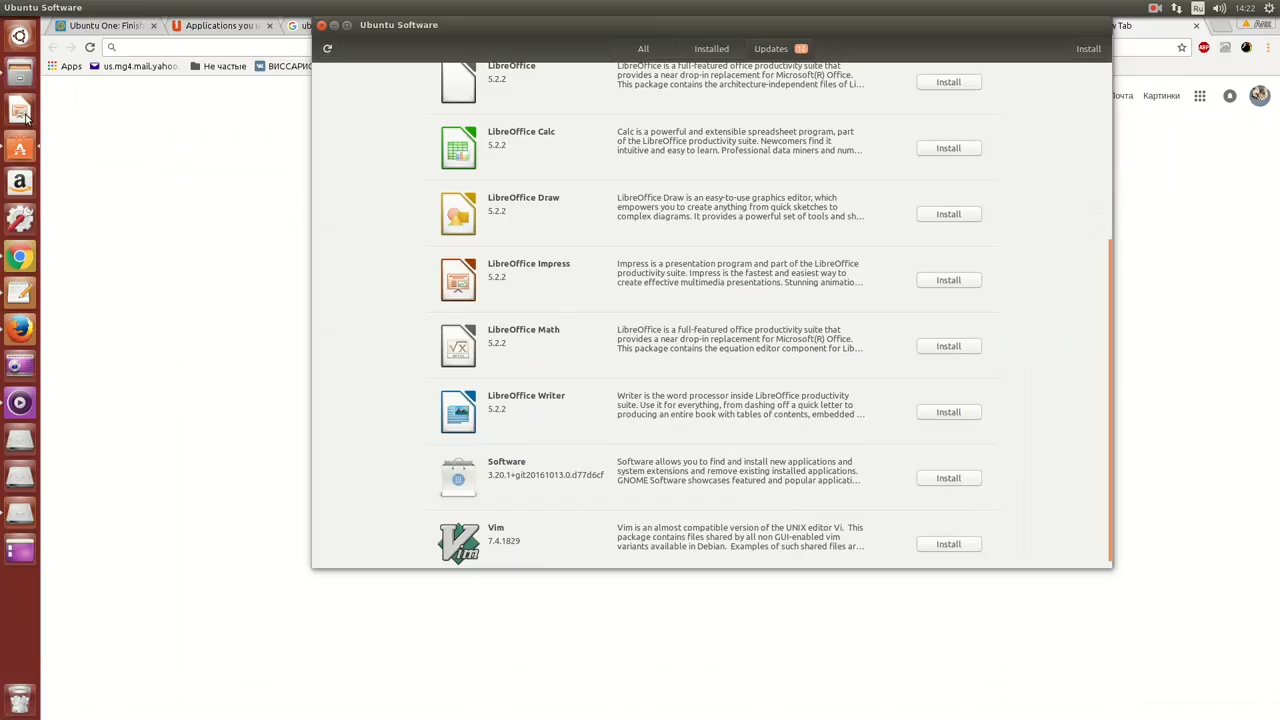 Ubuntu Software
Ru
14:22
Ubuntu One: Finish
Applications you
ub
Ubuntu Software
w Tab
All
Installed
Updates 12
Install
Apps
us.mg4.mail.yahoo.
Не частые
ВИССАРИ
Почта
Картинки
LibreOffice
5.2.2
LibreOffice is a full-featured office productivity suite that
provides a near drop-in replacement for Microsoft(R) Office.
This package contains the architecture-independent files of Li...
Install
LibreOffice Calc
5.2.2
Calc is a powerful and extensible spreadsheet program, part
of the LibreOffice productivity suite. Newcomers find it
intuitive and easy to learn. Professional data miners and num...
Install
LibreOffice Draw
5.2.2
LibreOffice Draw is an easy-to-use graphics editor, which
empowers you to create anything from quick sketches to
complex diagrams. It provides a powerful set of tools and sh...
Install
LibreOffice Impress
5.2.2
Impress is a presentation program and part of the LibreOffice
productivity suite. Impress is the fastest and easiest way to
create effective multimedia presentations. Stunning animatio...
Install
LibreOffice Math
5.2.2
LibreOffice is a full-featured office productivity suite that
provides a near drop-in replacement for Microsoft(R) Office.
This package contains the equation editor component for Lib...
Install
LibreOffice Writer
5.2.2
Writer is the word processor inside LibreOffice productivity
suite. Use it for everything, from dashing off a quick letter to
producing an entire book with tables of contents, embedded ...
Install
Software
3.20.1+git20161013.0.d77d6cf
Software allows you to find and install new applications and
system extensions and remove existing installed applications.
GNOME Software showcases featured and popular applicati...
Install
Vim
7.4.1829
Vim is an almost compatible version of the UNIX editor Vi. This
package contains files shared by all non GUI-enabled vim
variants available in Debian. Examples of such shared files ar...
Install